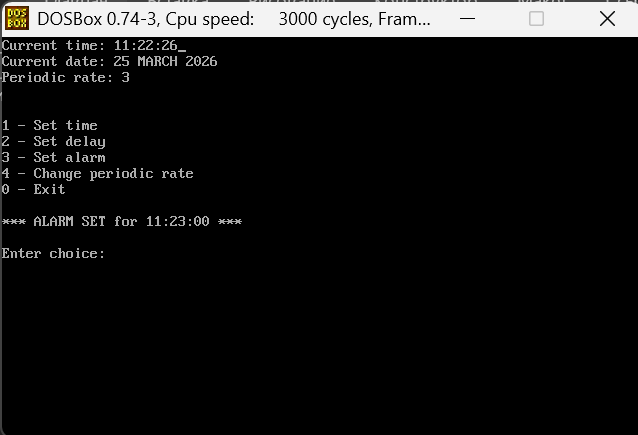 DOS
BOX
DOSBox 0.74-3, Cpu speed: 3000 cycles, Fram...
Current time: 11:22:26_
Current date: 25 MARCH 2026
Periodic rate: 3
1 - Set time
2 - Set delay
3 - Set alarm
4 - Change periodic rate
0 - Exit
*** ALARM SET for 11:23:00 ***
Enter choice: